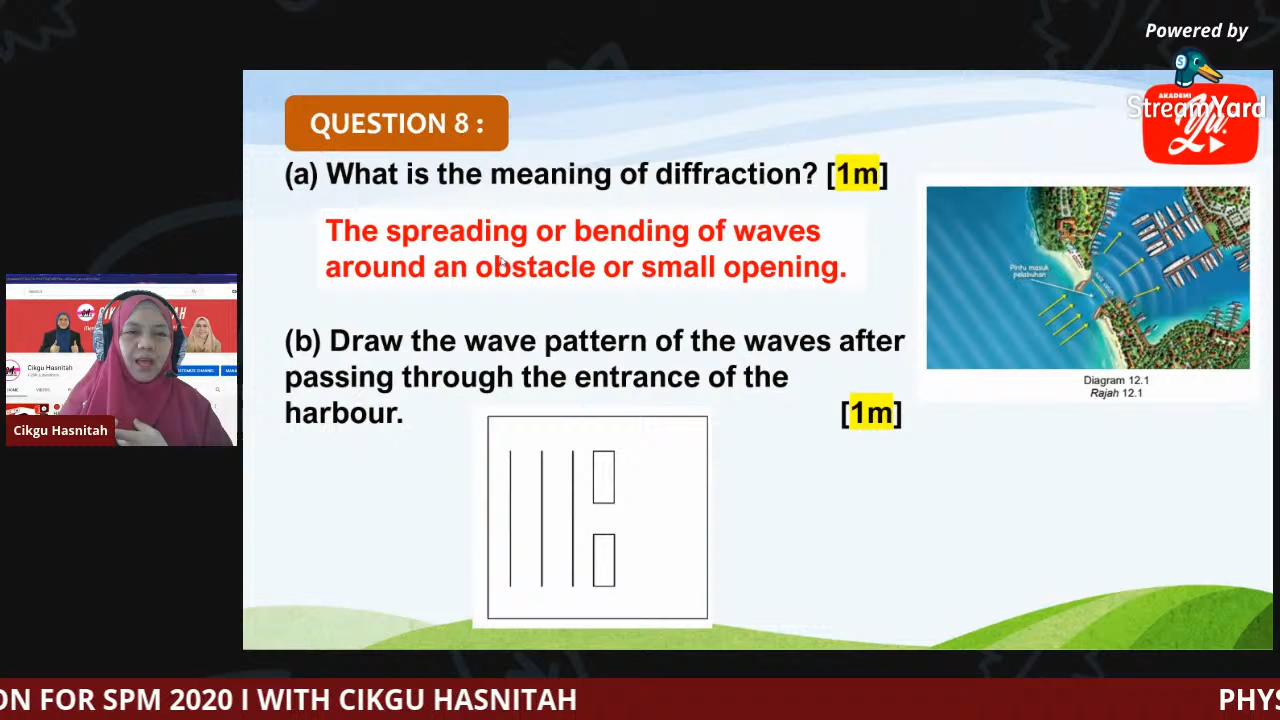 Powered by
StreamYard
AKADEMI
QUESTION 8 :
(a) What is the meaning of diffraction? [1m]
The spreading or bending of waves
around an obstacle or small opening.
(b) Draw the wave pattern of the waves after
passing through the entrance of the
harbour. [1m]
Pintu masuk
pelabuhan
Diagram 12.1
Rajah 12.1
Cikgu Hasnitah
Cikgu Hasnitah
ON FOR SPM 2020 I WITH CIKGU HASNITAH
PHYS